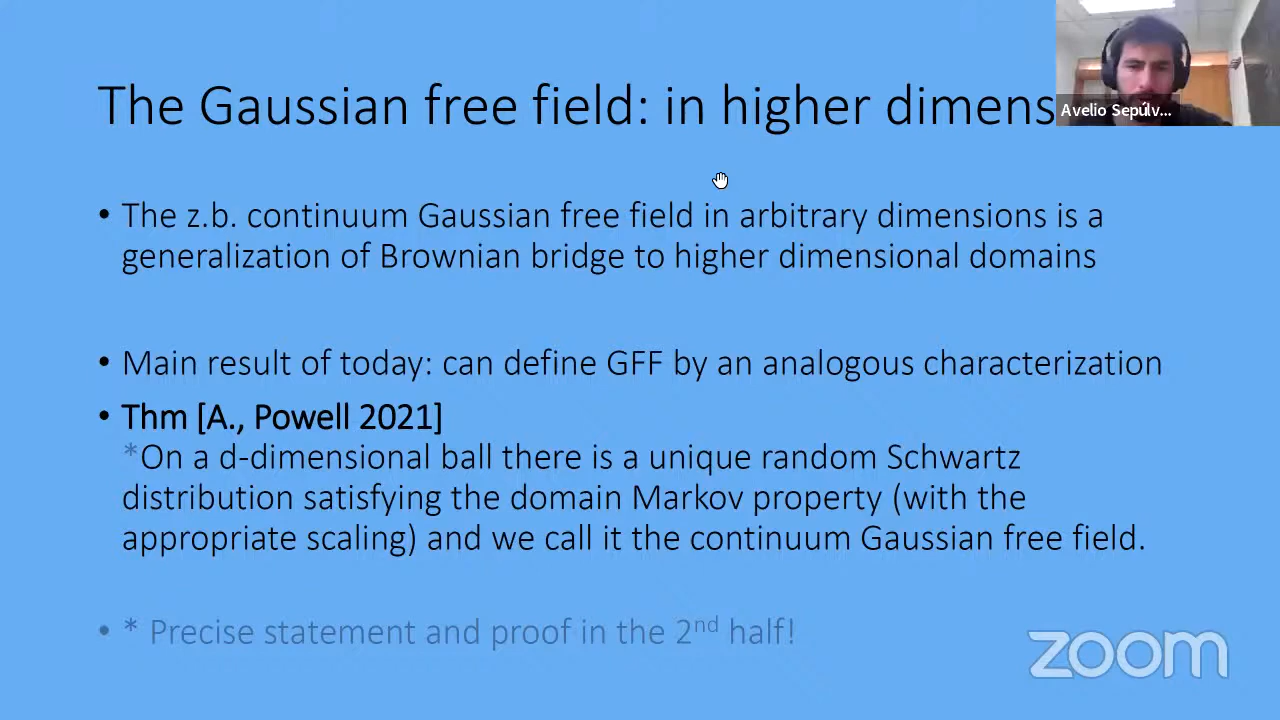 The Gaussian free field: in higher dimens
Avelio Sepúlv...
• The z.b. continuum Gaussian free field in arbitrary dimensions is a
generalization of Brownian bridge to higher dimensional domains
• Main result of today: can define GFF by an analogous characterization
• Thm [A., Powell 2021]
*On a d-dimensional ball there is a unique random Schwartz
distribution satisfying the domain Markov property (with the
appropriate scaling) and we call it the continuum Gaussian free field.
• * Precise statement and proof in the 2nd half!
zoom